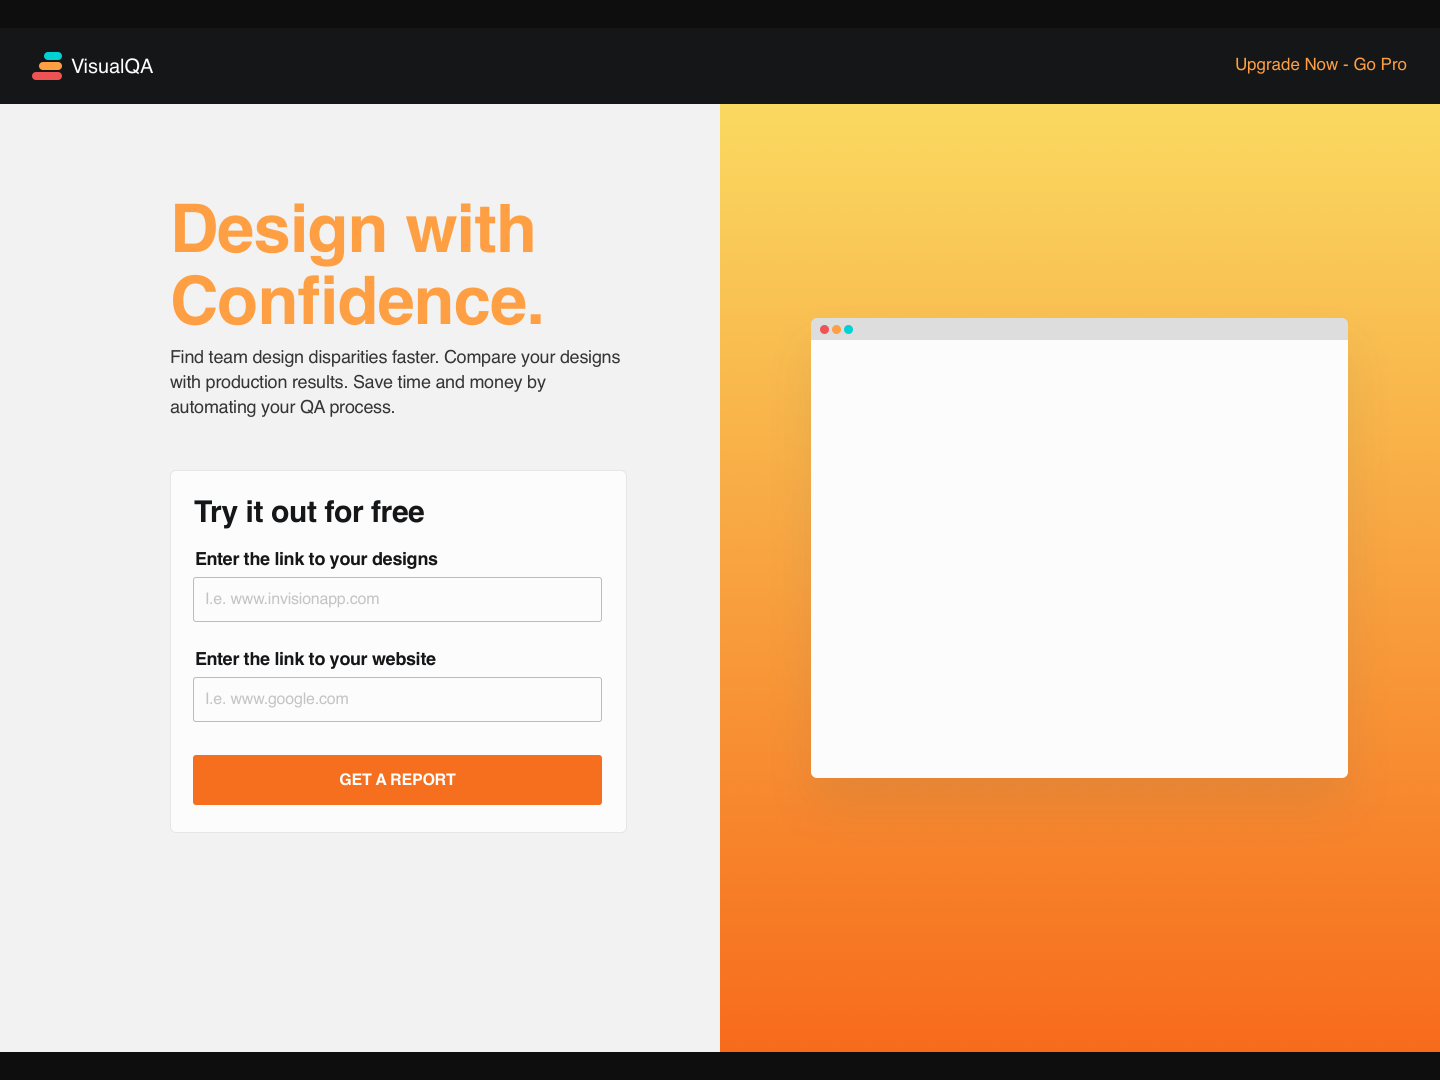 VisualQA
Upgrade Now - Go Pro
Design with
Confidence.
Find team design disparities faster. Compare your designs
with production results. Save time and money by
automating your QA process.
Try it out for free
Enter the link to your designs
I.e. www.invisionapp.com
Enter the link to your website
I.e. www.google.com
GET A REPORT